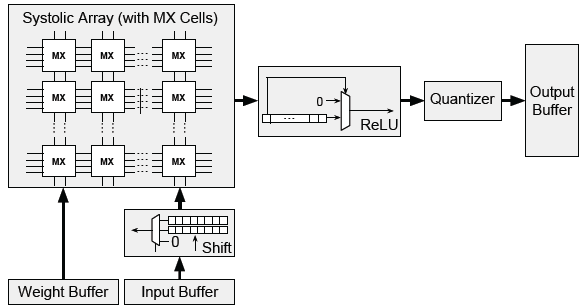 Systolic Array (with MX Cells)
MX MX MX
MX MX MX
MX MX MX
0
ReLU
Quantizer
Output
Buffer
0
Shift
Weight Buffer
Input Buffer